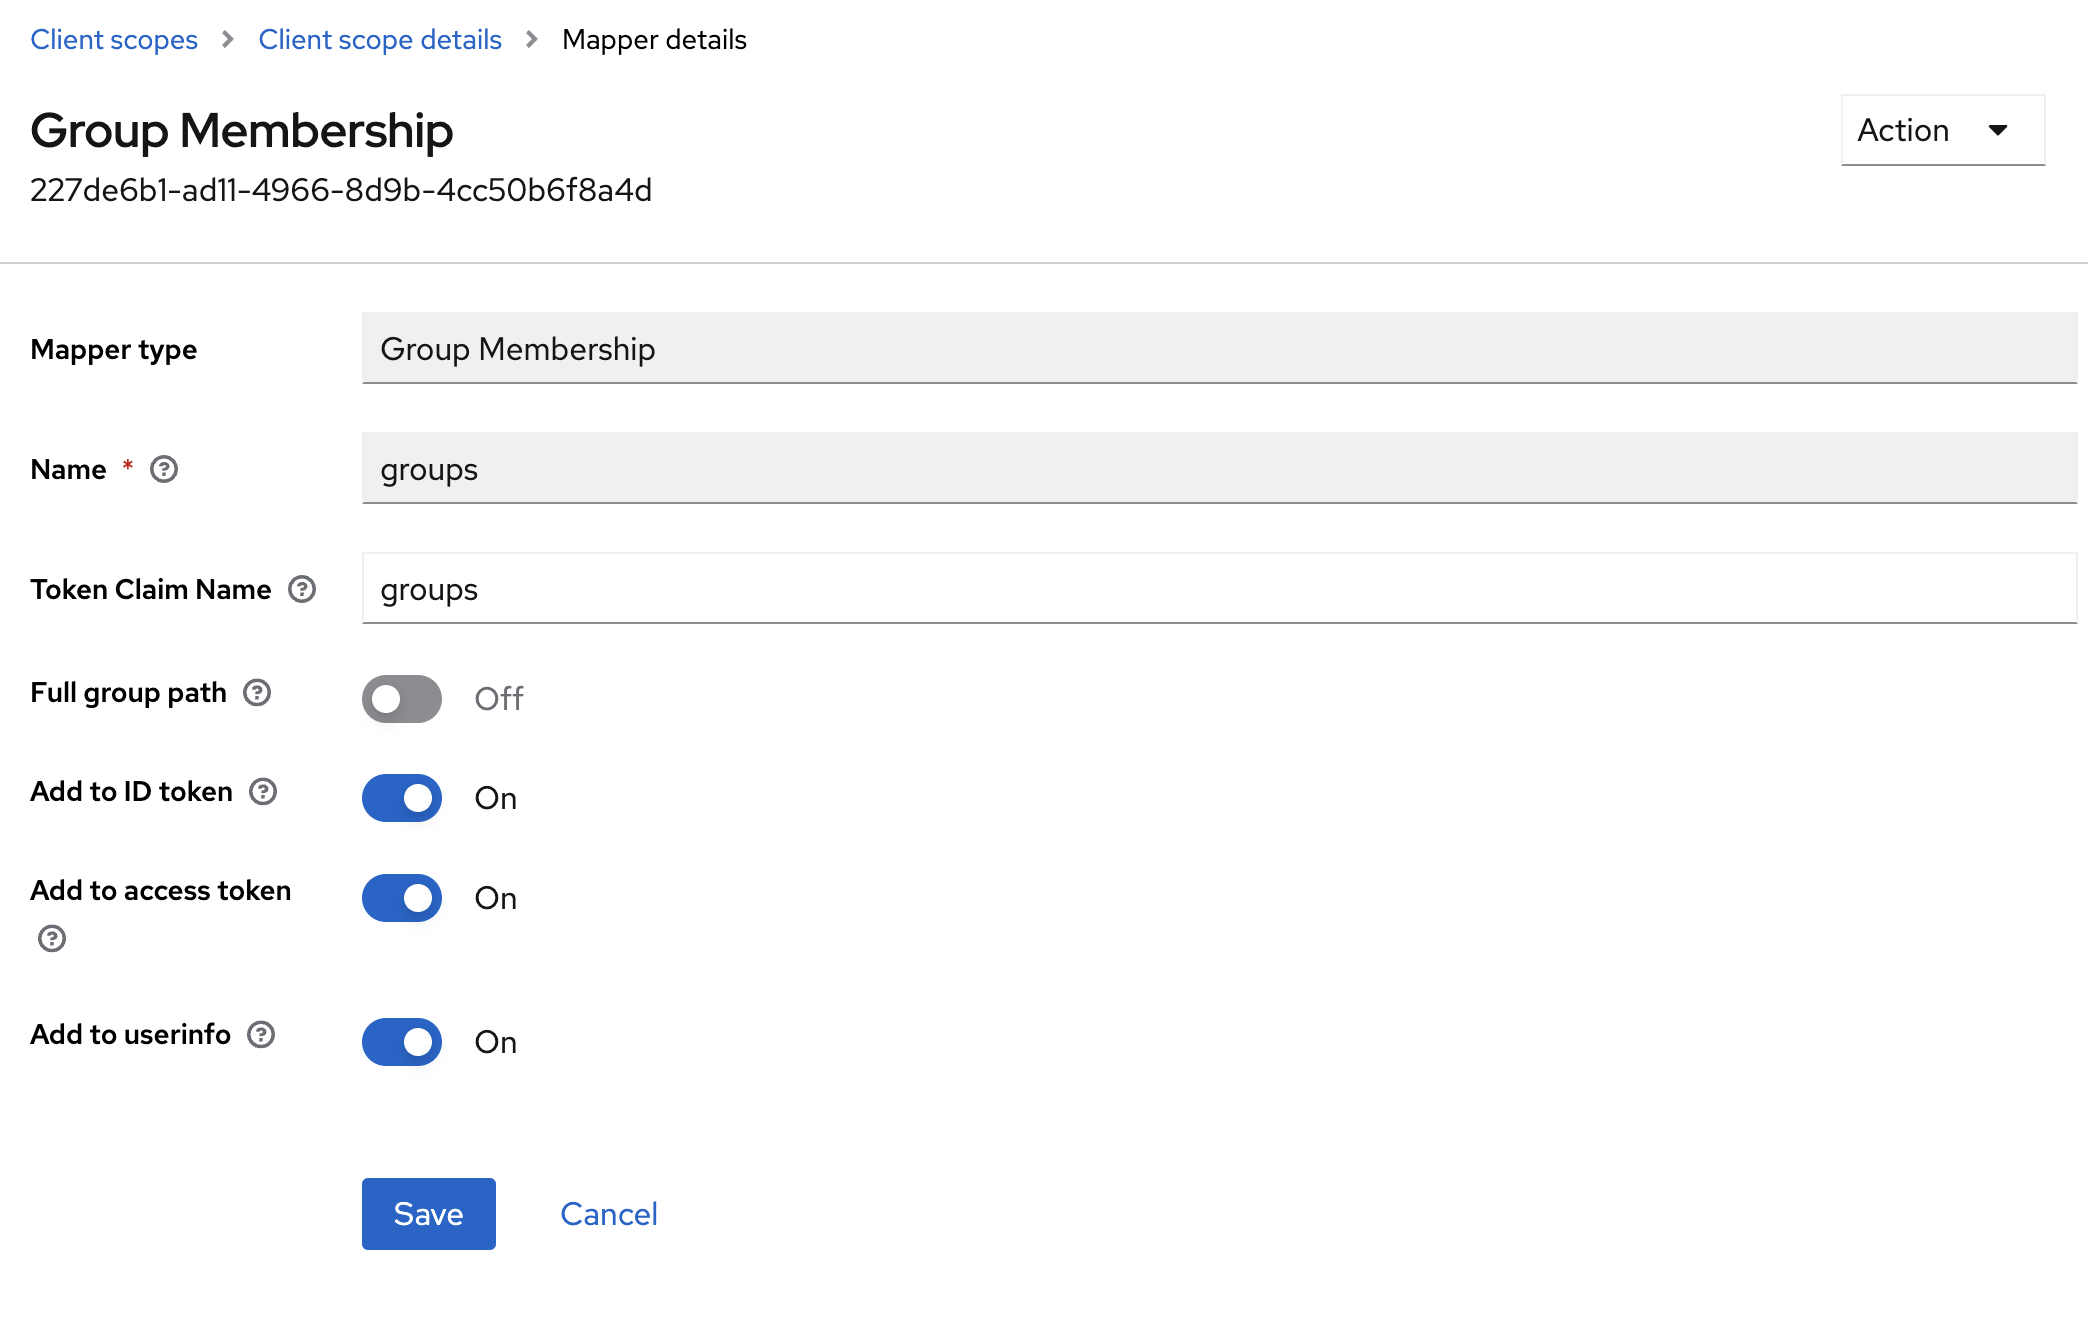 Client scopes > Client scope details > Mapper details
Group Membership
Action
227de6b1-ad11-4966-8d9b-4cc50b6f8a4d
Mapper type
Group Membership
Name *
groups
Token Claim Name
groups
Full group path
Off
Add to ID token
On
Add to access token
On
Add to userinfo
On
Save
Cancel